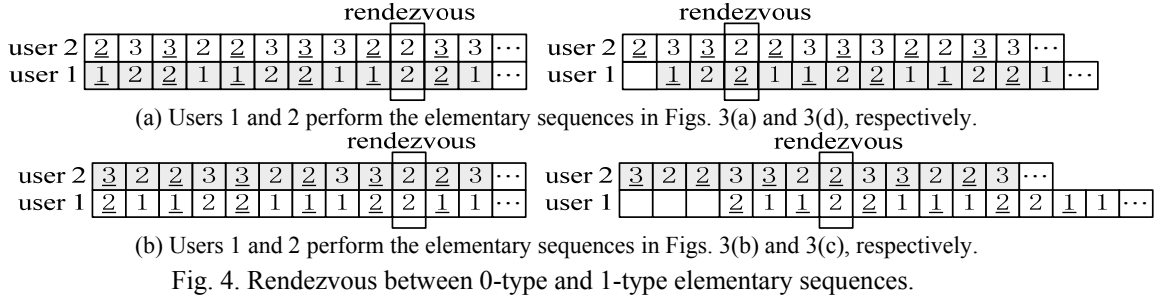 rendezvous rendezvous
user 2 2 3 3 2 2 3 3 3 2 2 3 3 ··· user 2 2 3 3 2 2 3 3 3 2 2 3 3 ···
user 1 1 2 2 1 1 2 2 1 1 2 2 1 ··· user 1 1 2 2 1 1 2 2 1 1 2 2 1 ···
(a) Users 1 and 2 perform the elementary sequences in Figs. 3(a) and 3(d), respectively.
rendezvous rendezvous
user 2 3 2 2 3 3 2 2 3 3 2 2 3 ··· user 2 3 2 2 3 3 2 2 3 3 2 2 3 ···
user 1 2 1 1 2 2 1 1 1 2 2 1 1 ··· user 1 2 1 1 2 2 1 1 1 2 2 1 1 ···
(b) Users 1 and 2 perform the elementary sequences in Figs. 3(b) and 3(c), respectively.
Fig. 4. Rendezvous between 0-type and 1-type elementary sequences.